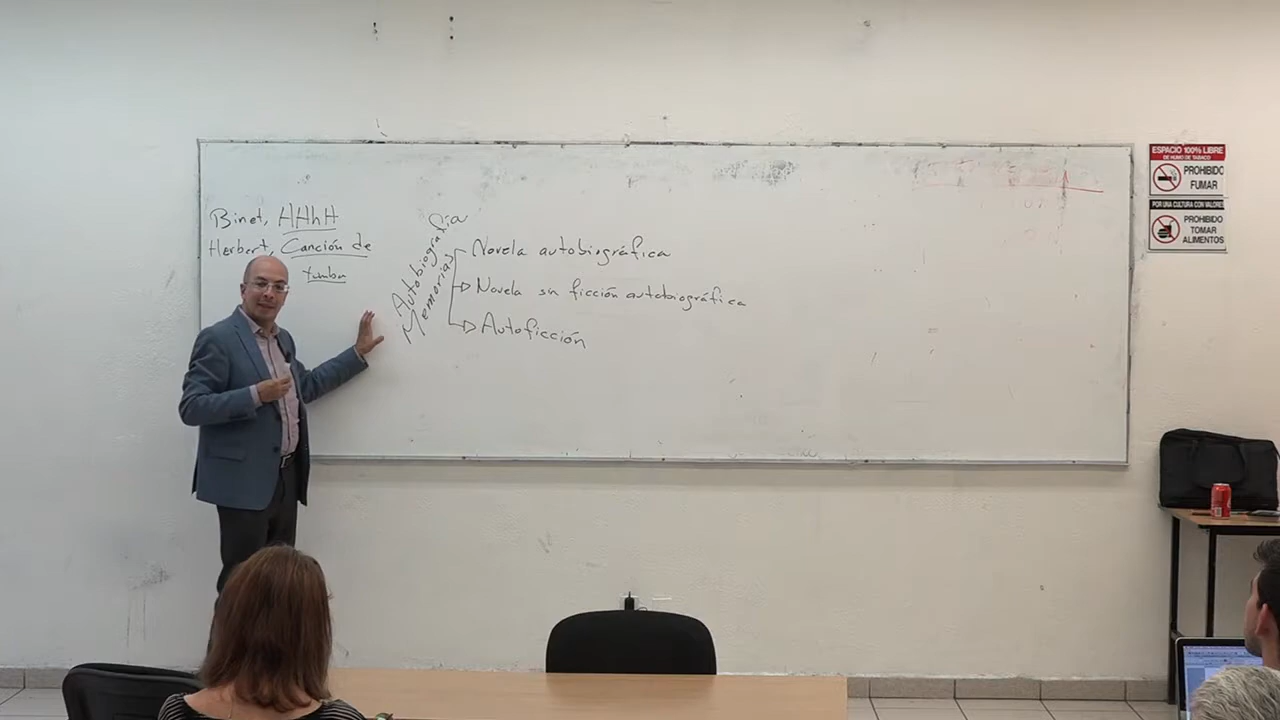 Binet, HHhH
Herbert, Canción de
tumba
Autobiografía
Memorias
Novela autobiográfica
Novela sin ficción autobiográfica
Autoficción
ESPACIO 100% LIBRE
DE HUMO DE TABACO
PROHIBIDO
FUMAR
POR UNA CULTURA CON VALORES
PROHIBIDO
TOMAR
ALIMENTOS